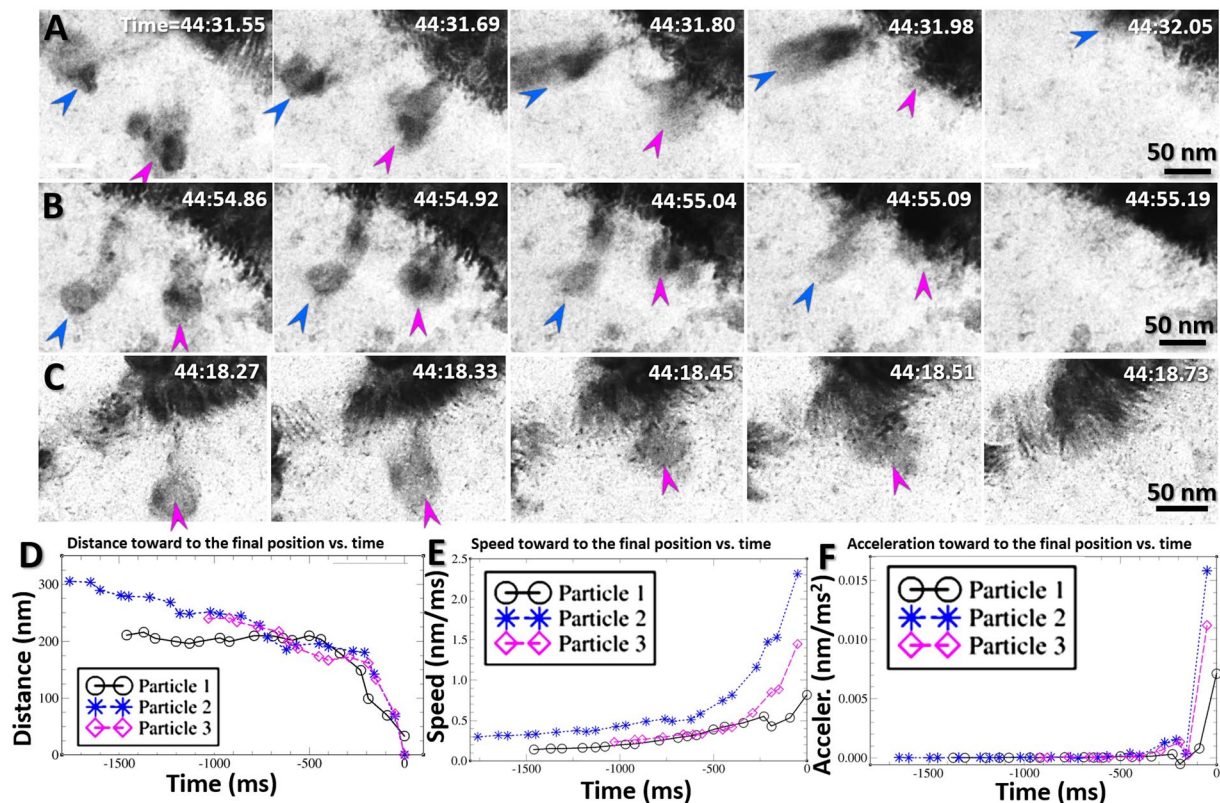 A
Time=44:31.55
44:31.69
44:31.80
44:31.98
44:32.05
50 nm
B
44:54.86
44:54.92
44:55.04
44:55.09
44:55.19
50 nm
C
44:18.27
44:18.33
44:18.45
44:18.51
44:18.73
50 nm
D
Distance toward to the final position vs. time
Distance (nm)
300
200
100
0
Particle 1
Particle 2
Particle 3
-1500
-1000
-500
0
Time (ms)
E
Speed toward to the final position vs. time
Speed (nm/ms)
2.5
2.0
1.5
1.0
0.5
0.0
Particle 1
Particle 2
Particle 3
-1500
-1000
-500
0
Time (ms)
F
Acceleration toward to the final position vs. time
Acceler. (nm/ms²)
0.015
0.010
0.005
0.000
Particle 1
Particle 2
Particle 3
-1500
-1000
-500
0
Time (ms)